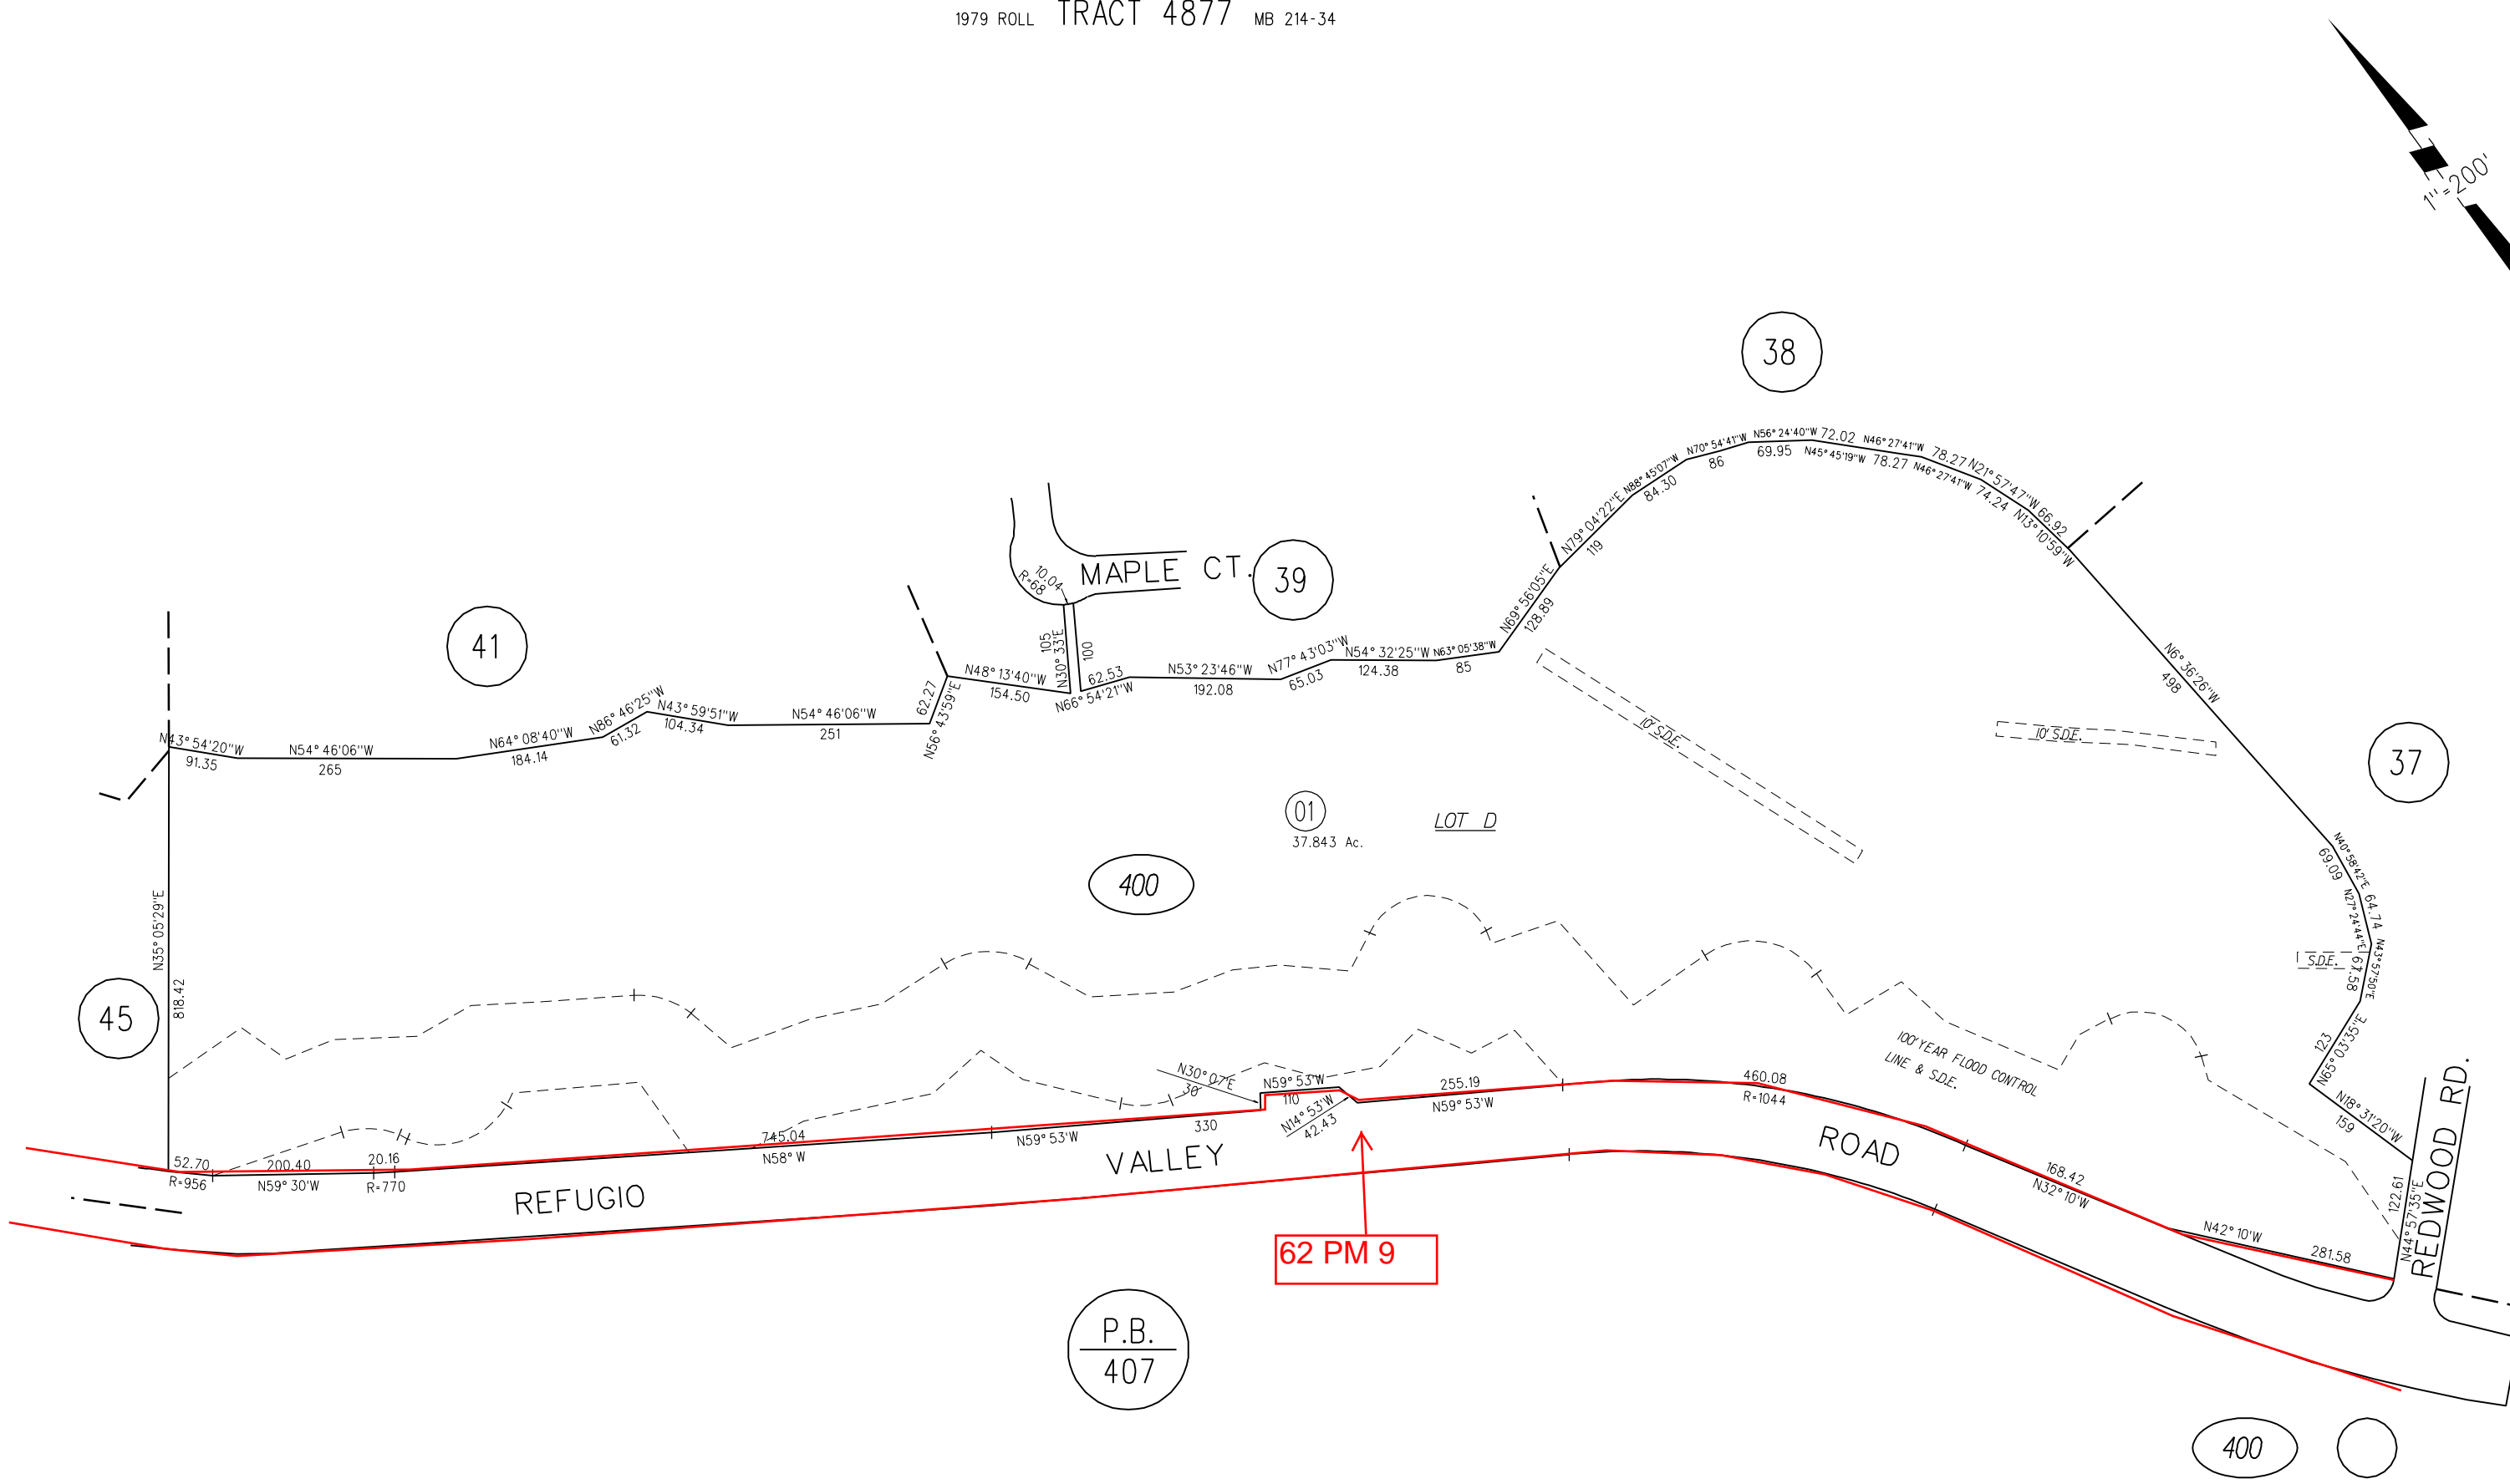 1979 ROLL TRACT 4877 MB 214-34
1"=200'
38
N70°54'41"W
86
N56°24'40"W
69.95
72.02
N45°45'19"W
N46°27'41"W
78.27
78.27
N46°27'41"W
N21°57'47"W
74.24
66.92
N13°10'59"W
N88°45'07"W
84.30
N79°04'22"E
119
N69°56'05"E
128.89
MAPLE CT.
39
10.04
R=68
105
N30°33'E
100
41
N43°54'20"W
91.35
N54°46'06"W
265
N64°08'40"W
184.14
N86°46'25"W
61.32
N43°59'51"W
104.34
N54°46'06"W
251
62.27
N56°43'59"E
N48°13'40"W
154.50
62.53
N66°54'21"W
N53°23'46"W
192.08
N77°43'03"W
65.03
N54°32'25"W
124.38
N63°05'38"W
85
N6°36'26"W
498
10' S.D.E.
10' S.D.E.
37
01
37.843 Ac.
LOT D
400
N40°58'42"E
69.09
64.74
N27°24'44"E
N43°57'50"E
67.58
S.D.E.
N35°05'29"E
818.42
45
123
N65°03'35"E
N18°31'20"W
159
100' YEAR FLOOD CONTROL
LINE & S.D.E.
N30°07'E
30
N59°53'W
110
N14°53'W
42.43
255.19
N59°53'W
460.08
R=1044
52.70
R=956
200.40
N59°30'W
20.16
R=770
745.04
N58°W
N59°53'W
330
REFUGIO VALLEY ROAD
168.42
N32°10'W
N42°10'W
281.58
122.61
N44°57'35"E
REDWOOD RD.
62 PM 9
P.B.
407
400